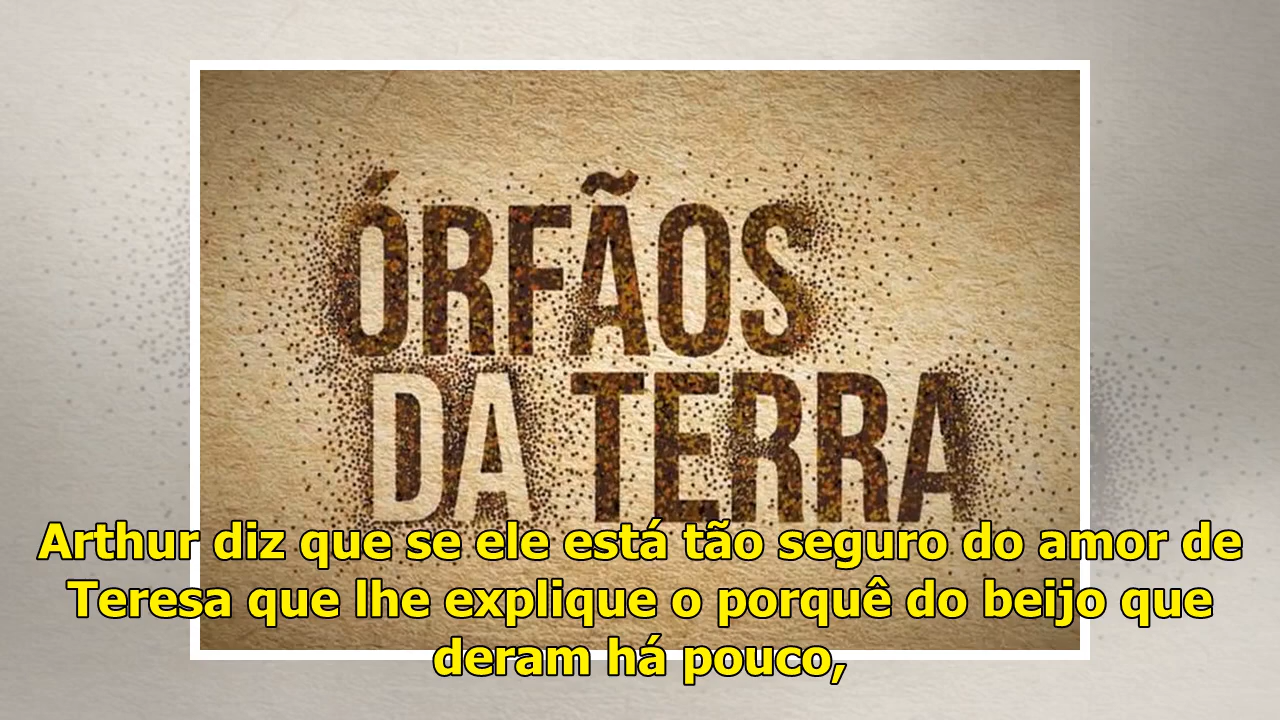 ÓRFÃOS
DA TERRA
Arthur diz que se ele está tão seguro do amor de
Teresa que lhe explique o porquê do beijo que
deram há pouco,